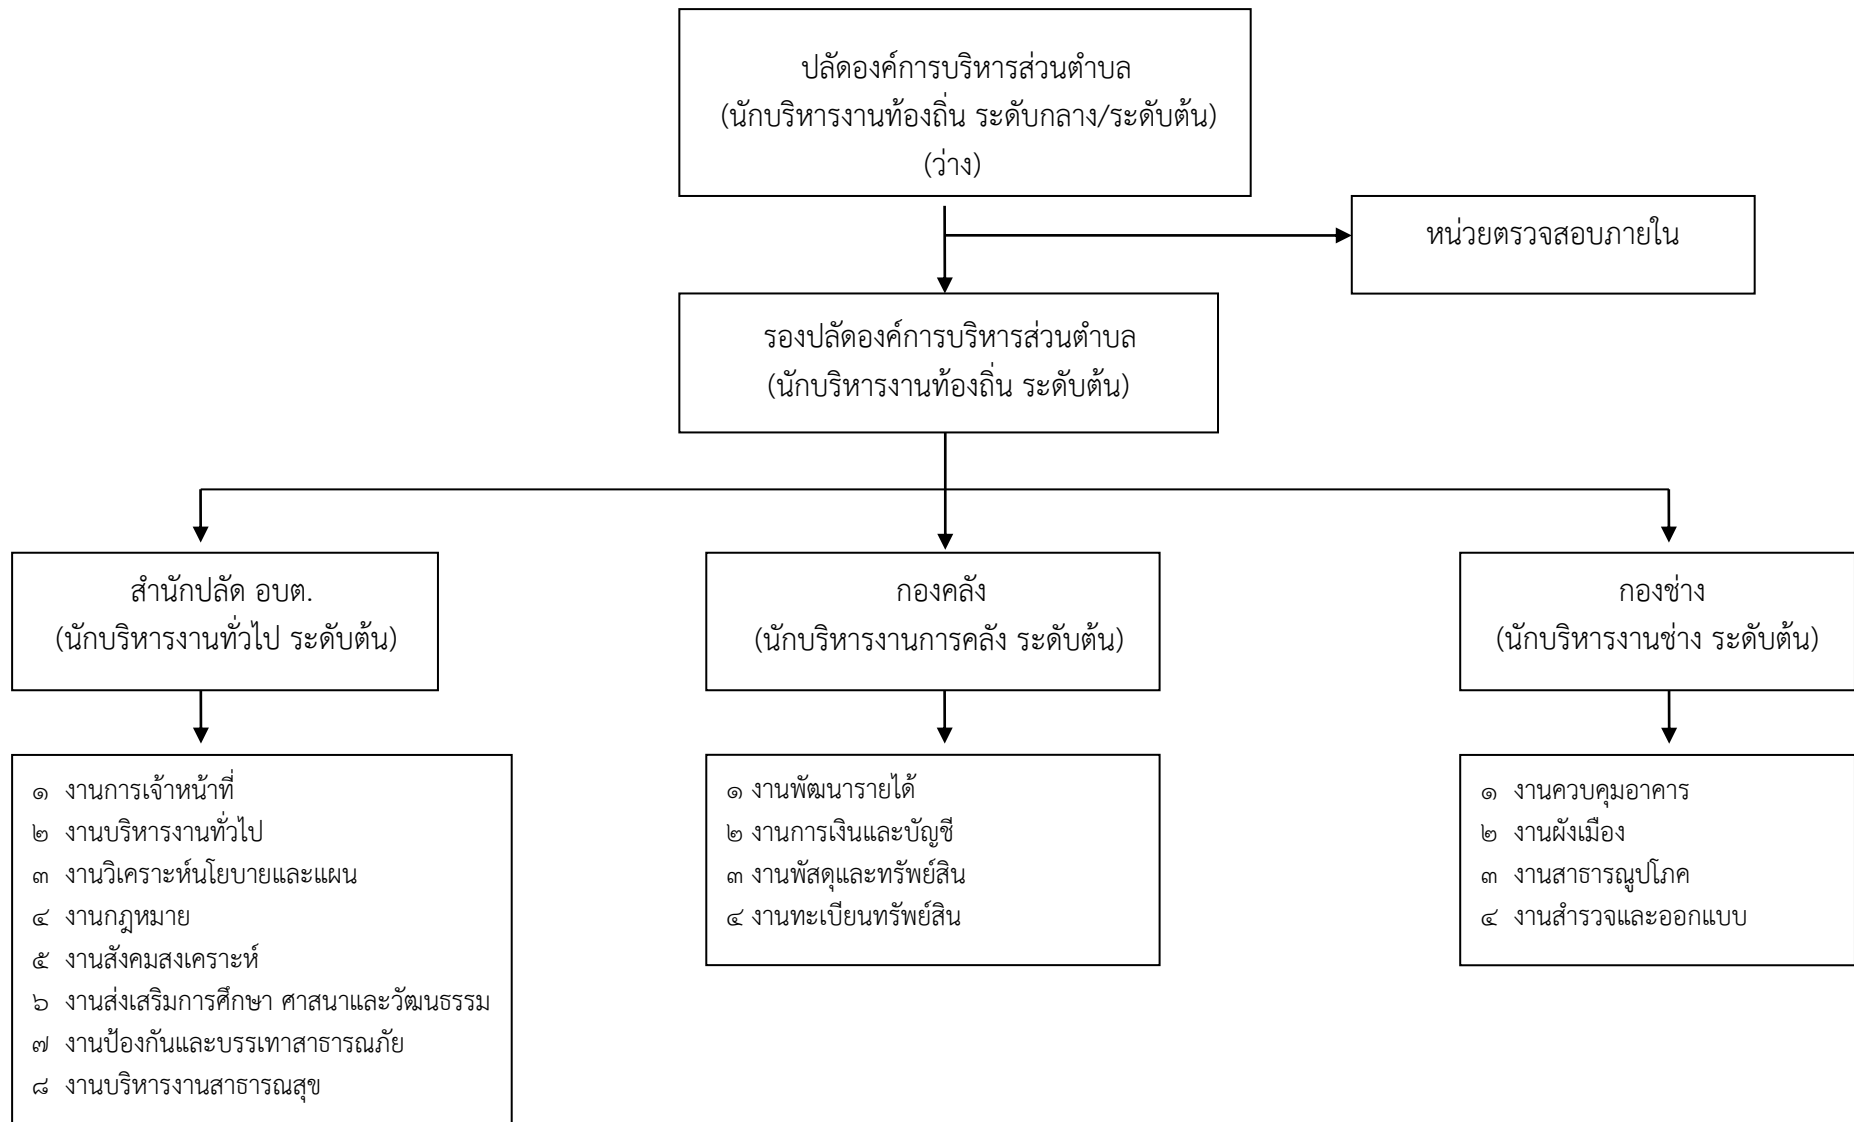 ปลัดองค์การบริหารส่วนตำบล
(นักบริหารงานท้องถิ่น ระดับกลาง/ระดับต้น)
(ว่าง)
หน่วยตรวจสอบภายใน
รองปลัดองค์การบริหารส่วนตำบล
(นักบริหารงานท้องถิ่น ระดับต้น)
สำนักปลัด อบต.
(นักบริหารงานทั่วไป ระดับต้น)
กองคลัง
(นักบริหารงานการคลัง ระดับต้น)
กองช่าง
(นักบริหารงานช่าง ระดับต้น)
๑ งานการเจ้าหน้าที่
๒ งานบริหารงานทั่วไป
๓ งานวิเคราะห์นโยบายและแผน
๔ งานกฎหมาย
๕ งานสังคมสงเคราะห์
๖ งานส่งเสริมการศึกษา ศาสนาและวัฒนธรรม
๗ งานป้องกันและบรรเทาสาธารณภัย
๘ งานบริหารงานสาธารณสุข
๑ งานพัฒนารายได้
๒ งานการเงินและบัญชี
๓ งานพัสดุและทรัพย์สิน
๔ งานทะเบียนทรัพย์สิน
๑ งานควบคุมอาคาร
๒ งานผังเมือง
๓ งานสาธารณูปโภค
๔ งานสำรวจและออกแบบ